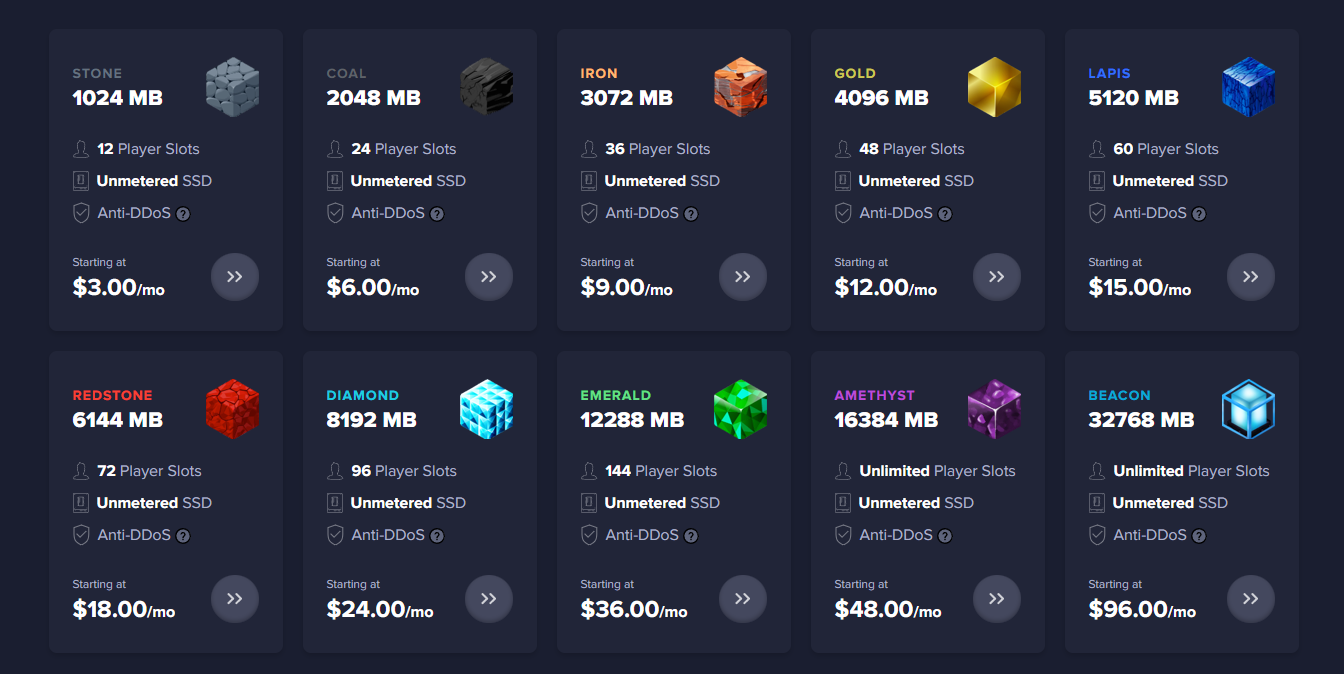 STONE
1024 MB
12 Player Slots
Unmetered SSD
Anti-DDoS ?
Starting at
$3.00/mo
COAL
2048 MB
24 Player Slots
Unmetered SSD
Anti-DDoS ?
Starting at
$6.00/mo
IRON
3072 MB
36 Player Slots
Unmetered SSD
Anti-DDoS ?
Starting at
$9.00/mo
GOLD
4096 MB
48 Player Slots
Unmetered SSD
Anti-DDoS ?
Starting at
$12.00/mo
LAPIS
5120 MB
60 Player Slots
Unmetered SSD
Anti-DDoS ?
Starting at
$15.00/mo
REDSTONE
6144 MB
72 Player Slots
Unmetered SSD
Anti-DDoS ?
Starting at
$18.00/mo
DIAMOND
8192 MB
96 Player Slots
Unmetered SSD
Anti-DDoS ?
Starting at
$24.00/mo
EMERALD
12288 MB
144 Player Slots
Unmetered SSD
Anti-DDoS ?
Starting at
$36.00/mo
AMETHYST
16384 MB
Unlimited Player Slots
Unmetered SSD
Anti-DDoS ?
Starting at
$48.00/mo
BEACON
32768 MB
Unlimited Player Slots
Unmetered SSD
Anti-DDoS ?
Starting at
$96.00/mo